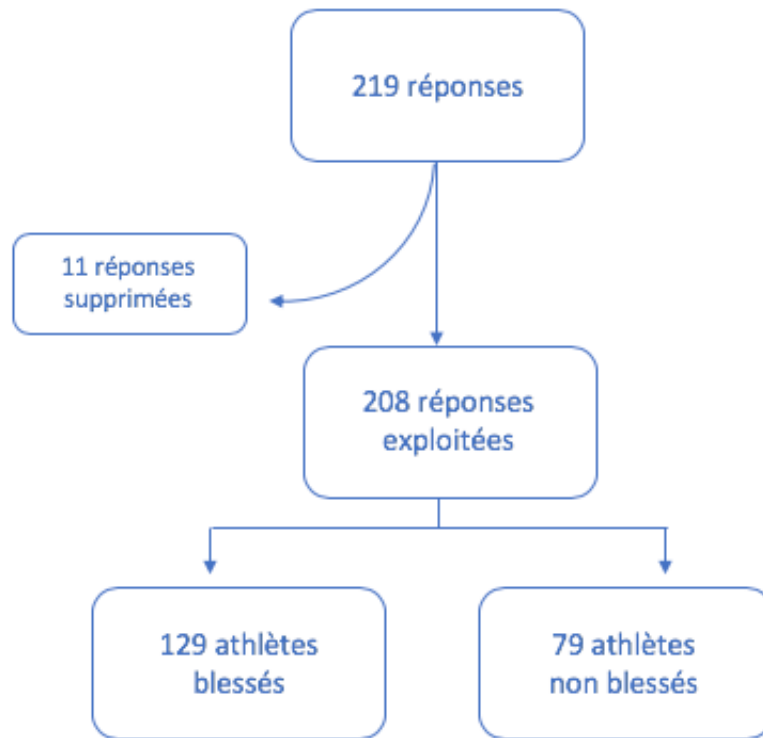 219 réponses
11 réponses
supprimées
208 réponses
exploitées
129 athlètes
blessés
79 athlètes
non blessés